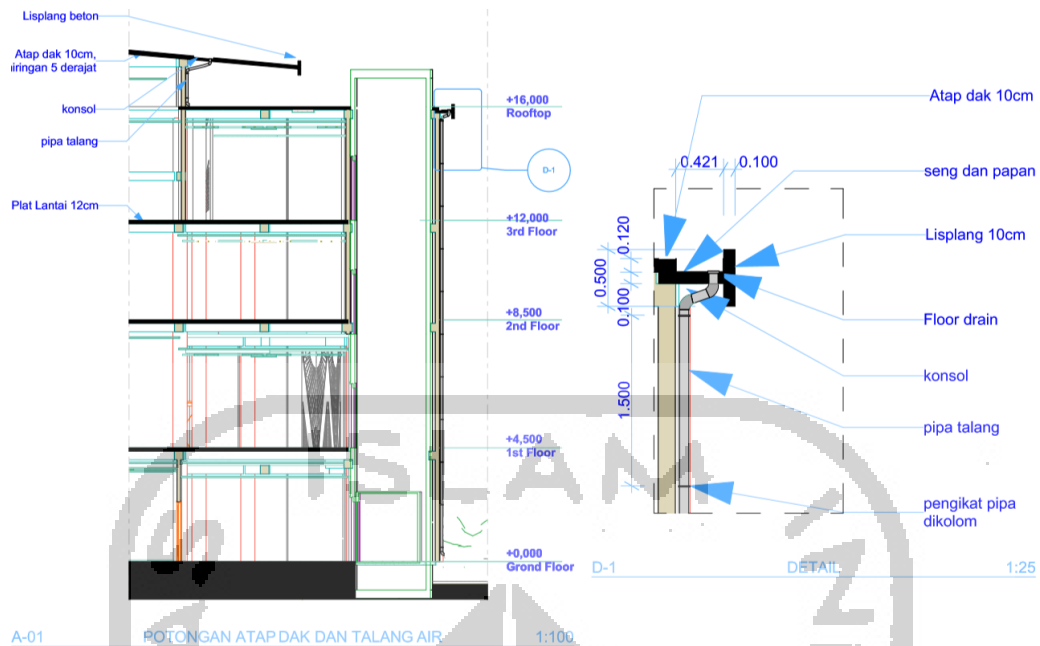 Lisplang beton
Atap dak 10cm,
iringan 5 derajat
konsol
pipa talang
Plat Lantai 12cm
+16,000
Rooftop
D-1
+12,000
3rd Floor
+8,500
2nd Floor
+4,500
1st Floor
+0,000
Grond Floor
A-01
POTONGAN ATAP DAK DAN TALANG AIR
1:100
Atap dak 10cm
0.421
0.100
seng dan papan
0.120
Lisplang 10cm
0.500
0.100
Floor drain
konsol
1.500
pipa talang
pengikat pipa
dikolom
D-1
DETAIL
1:25
ISLAM